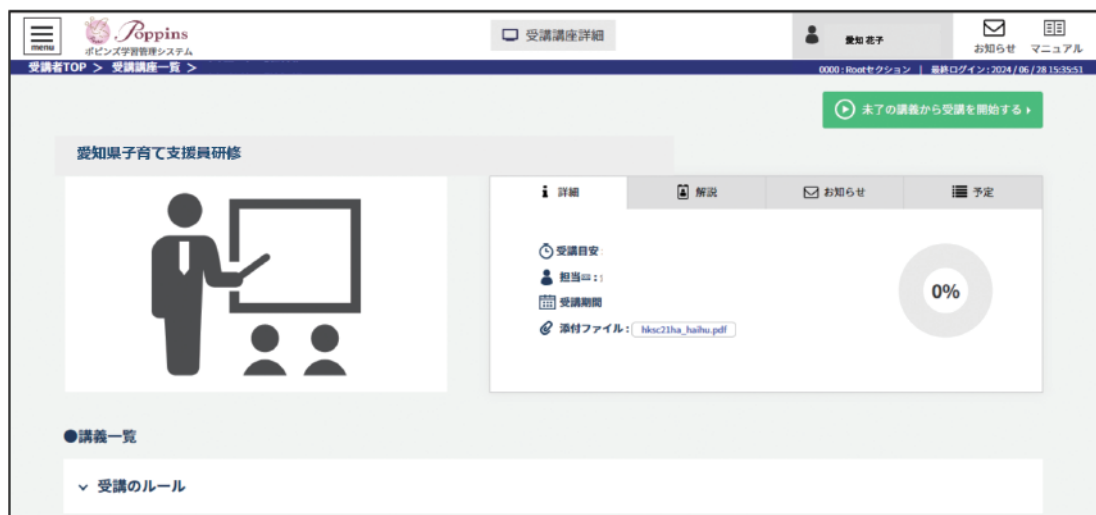 menu
Poppins
ポピンズ学習管理システム
受講講座詳細
愛知 花子
お知らせ
マニュアル
受講者TOP > 受講講座一覧 >
0000 : Rootセクション | 最終ログイン : 2024 / 06 / 28 15:35:51
未了の講義から受講を開始する
愛知県子育て支援員研修
詳細
解説
お知らせ
予定
受講目安
担当
受講期間
0%
添付ファイル : hksc21ha_haihu.pdf
●講義一覧
受講のルール